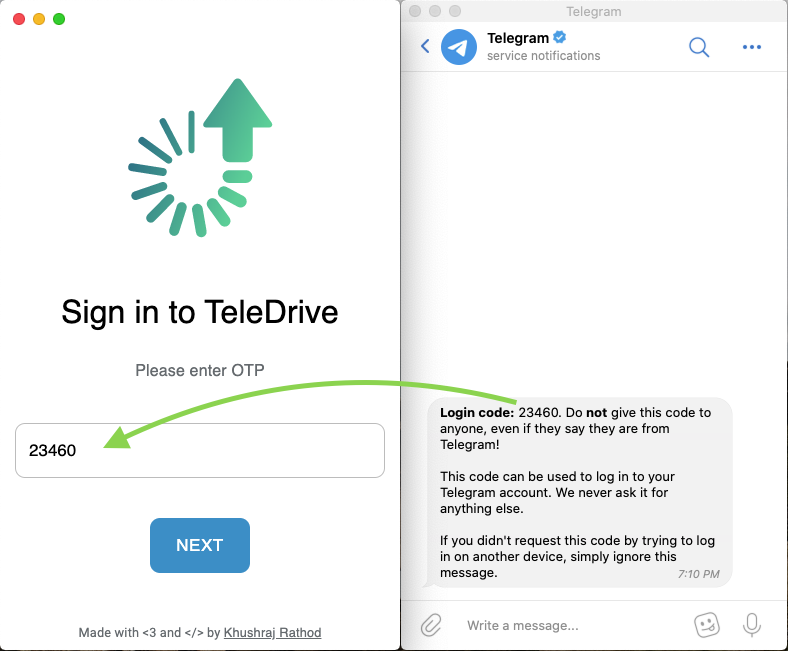 Sign in to TeleDrive
Please enter OTP
23460
NEXT
Made with <3 and </> by Khushraj Rathod
Telegram
Telegram
service notifications
Login code: 23460. Do not give this code to
anyone, even if they say they are from
Telegram!
This code can be used to log in to your
Telegram account. We never ask it for
anything else.
If you didn't request this code by trying to log
in on another device, simply ignore this
message.
7:10 PM
Write a message...